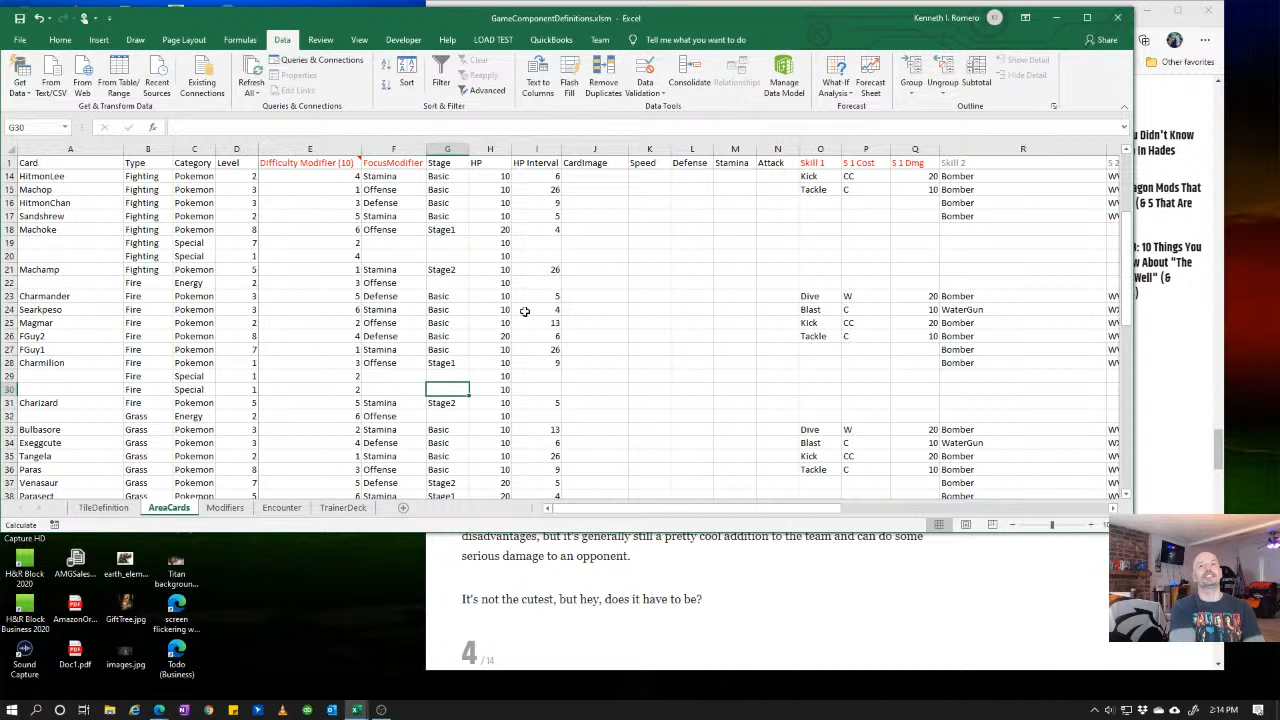 GameComponentDefinitions.xlsm - Excel
Kenneth I. Romero KI
File Home Insert Draw Page Layout Formulas Data Review View Developer Help LOAD TEST QuickBooks Team Tell me what you want to do Share
Get Data From Text/CSV From Web From Table/Range Recent Sources Existing Connections
Refresh All Queries & Connections Properties Edit Links
Sort Filter Clear Reapply Advanced
Text to Columns Flash Fill Remove Duplicates Data Validation Consolidate Relationships Manage Data Model
What-If Analysis Forecast Sheet Group Ungroup Subtotal Show Detail Hide Detail
Get & Transform Data Queries & Connections Sort & Filter Data Tools Forecast Outline
G30 fx
A B C D E F G H I J K L M N O P Q R
1 Card Type Category Level Difficulty Modifier (10) FocusModifier Stage HP HP Interval CardImage Speed Defense Stamina Attack Skill 1 S 1 Cost S 1 Dmg Skill 2 S 2
14 HitmonLee Fighting Pokemon 2 4 Stamina Basic 10 6 Kick CC 20 Bomber
15 Machop Fighting Pokemon 3 1 Offense Basic 10 26 Tackle C 10 Bomber
16 HitmonChan Fighting Pokemon 3 3 Offense Basic 10 9 Bomber
17 Sandshrew Fighting Pokemon 2 5 Stamina Basic 10 5 Bomber
18 Machoke Fighting Pokemon 8 6 Offense Stage1 20 4
19 Fighting Special 7 2 10
20 Fighting Special 1 4 10
21 Machamp Fighting Pokemon 5 1 Stamina Stage2 10 26
22 Fire Energy 2 3 Offense 10
23 Charmander Fire Pokemon 3 5 Defense Basic 10 5 Dive W 20 Bomber
24 Searkpeso Fire Pokemon 3 6 Stamina Basic 10 4 Blast C 10 WaterGun
25 Magmar Fire Pokemon 2 2 Offense Basic 10 13 Kick CC 20 Bomber
26 FGuy2 Fire Pokemon 8 4 Defense Basic 20 6 Tackle C 10 Bomber
27 FGuy1 Fire Pokemon 7 1 Stamina Basic 10 26 Bomber
28 Charmilion Fire Pokemon 1 3 Offense Stage1 10 9 Bomber
29 Fire Special 1 2 10
30 Fire Special 1 2 10
31 Charizard Fire Pokemon 5 5 Stamina Stage2 10 5
32 Grass Energy 2 6 Offense 10
33 Bulbasore Grass Pokemon 3 2 Stamina Basic 10 13 Dive W 20 Bomber
34 Exeggcute Grass Pokemon 3 4 Defense Basic 10 6 Blast C 10 WaterGun
35 Tangela Grass Pokemon 2 1 Stamina Basic 10 26 Kick CC 20 Bomber
36 Paras Grass Pokemon 8 3 Offense Basic 10 9 Tackle C 10 Bomber
37 Venasaur Grass Pokemon 7 5 Defense Stage2 20 5 Bomber
38 Parasect Grass Pokemon 5 6 Stamina Stage1 20 4 Bomber
TileDefinition AreaCards Modifiers Encounter TrainerDeck
Calculate
Other favorites
u Didn't Know
In Hades
agon Mods That
(& 5 That Are
: 10 Things You
w About "The
Well" (&
disadvantages, but it's generally still a pretty cool addition to the team and can do some
serious damage to an opponent.
It's not the cutest, but hey, does it have to be?
4 / 14
Capture HD
H&R Block 2020 AMGSales... earth_elem... Titan backgroun...
H&R Block Business 2020 AmazonOr... GiftTree.jpg screen flickering w...
Sound Capture Doc1.pdf images.jpg Todo (Business)
2:14 PM